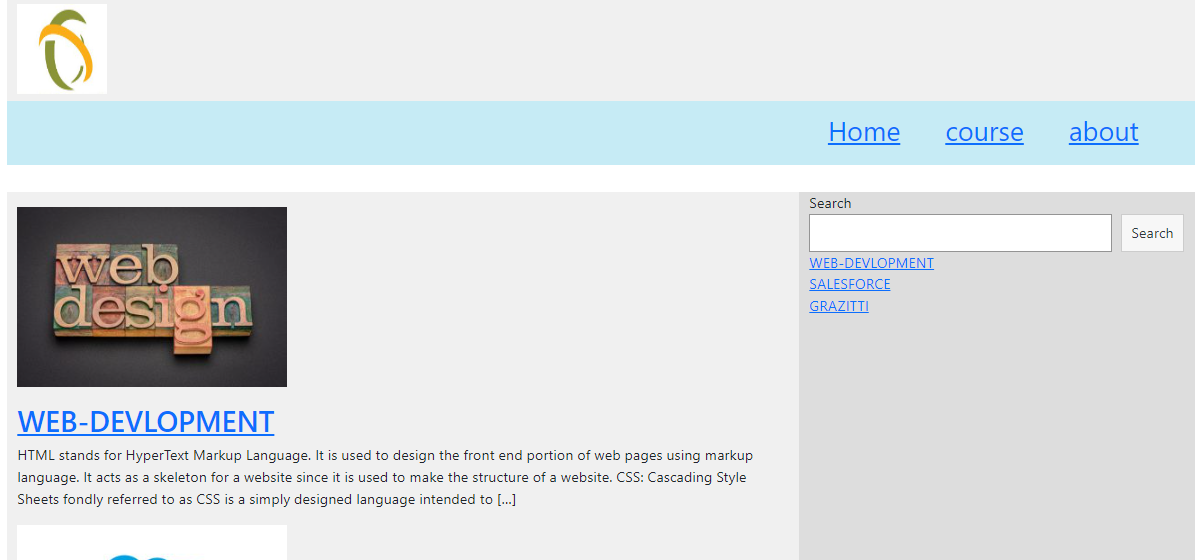 Home course about
web
design
WEB-DEVLOPMENT
HTML stands for HyperText Markup Language. It is used to design the front end portion of web pages using markup
language. It acts as a skeleton for a website since it is used to make the structure of a website. CSS: Cascading Style
Sheets fondly referred to as CSS is a simply designed language intended to […]
Search
Search
WEB-DEVLOPMENT
SALESFORCE
GRAZITTI